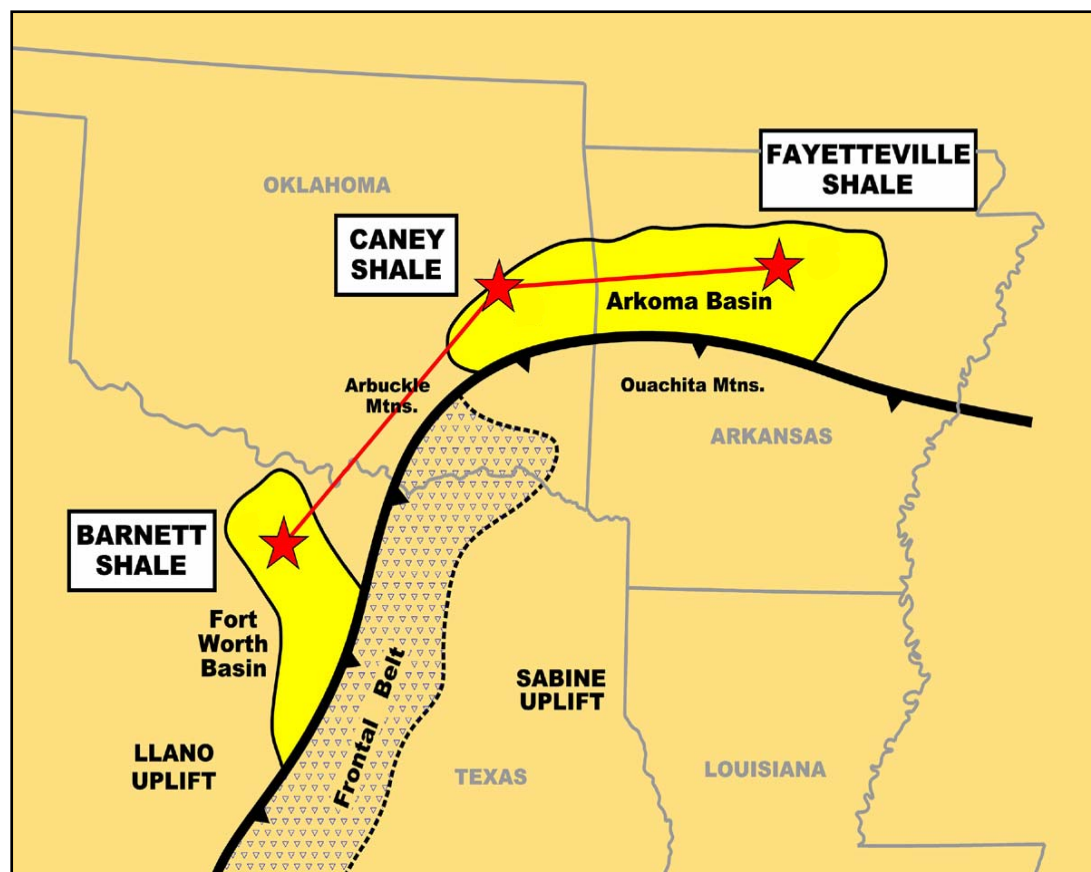 FAYETTEVILLE
SHALE
OKLAHOMA
CANEY
SHALE
Arkoma Basin
Arbuckle
Mtns.
Ouachita Mtns.
ARKANSAS
BARNETT
SHALE
Fort
Worth
Basin
Frontal Belt
SABINE
UPLIFT
LLANO
UPLIFT
TEXAS
LOUISIANA